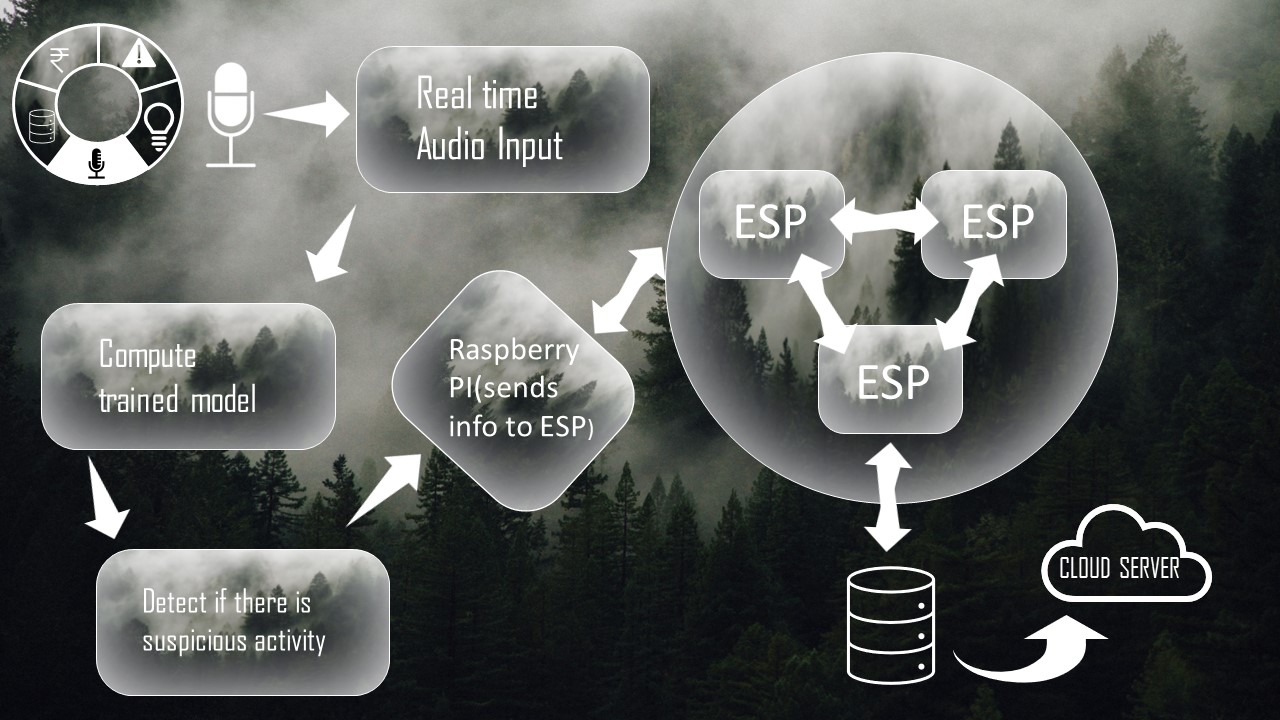 ₹
Real time
Audio Input
ESP
ESP
ESP
Compute
trained model
Raspberry
PI(sends
info to ESP)
Detect if there is
suspicious activity
CLOUD SERVER